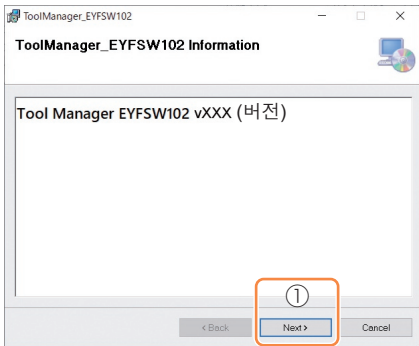 ToolManager_EYFSW102
ToolManager_EYFSW102 Information
Tool Manager EYFSW102 vXXX (버전)
①
<Back
Next>
Cancel